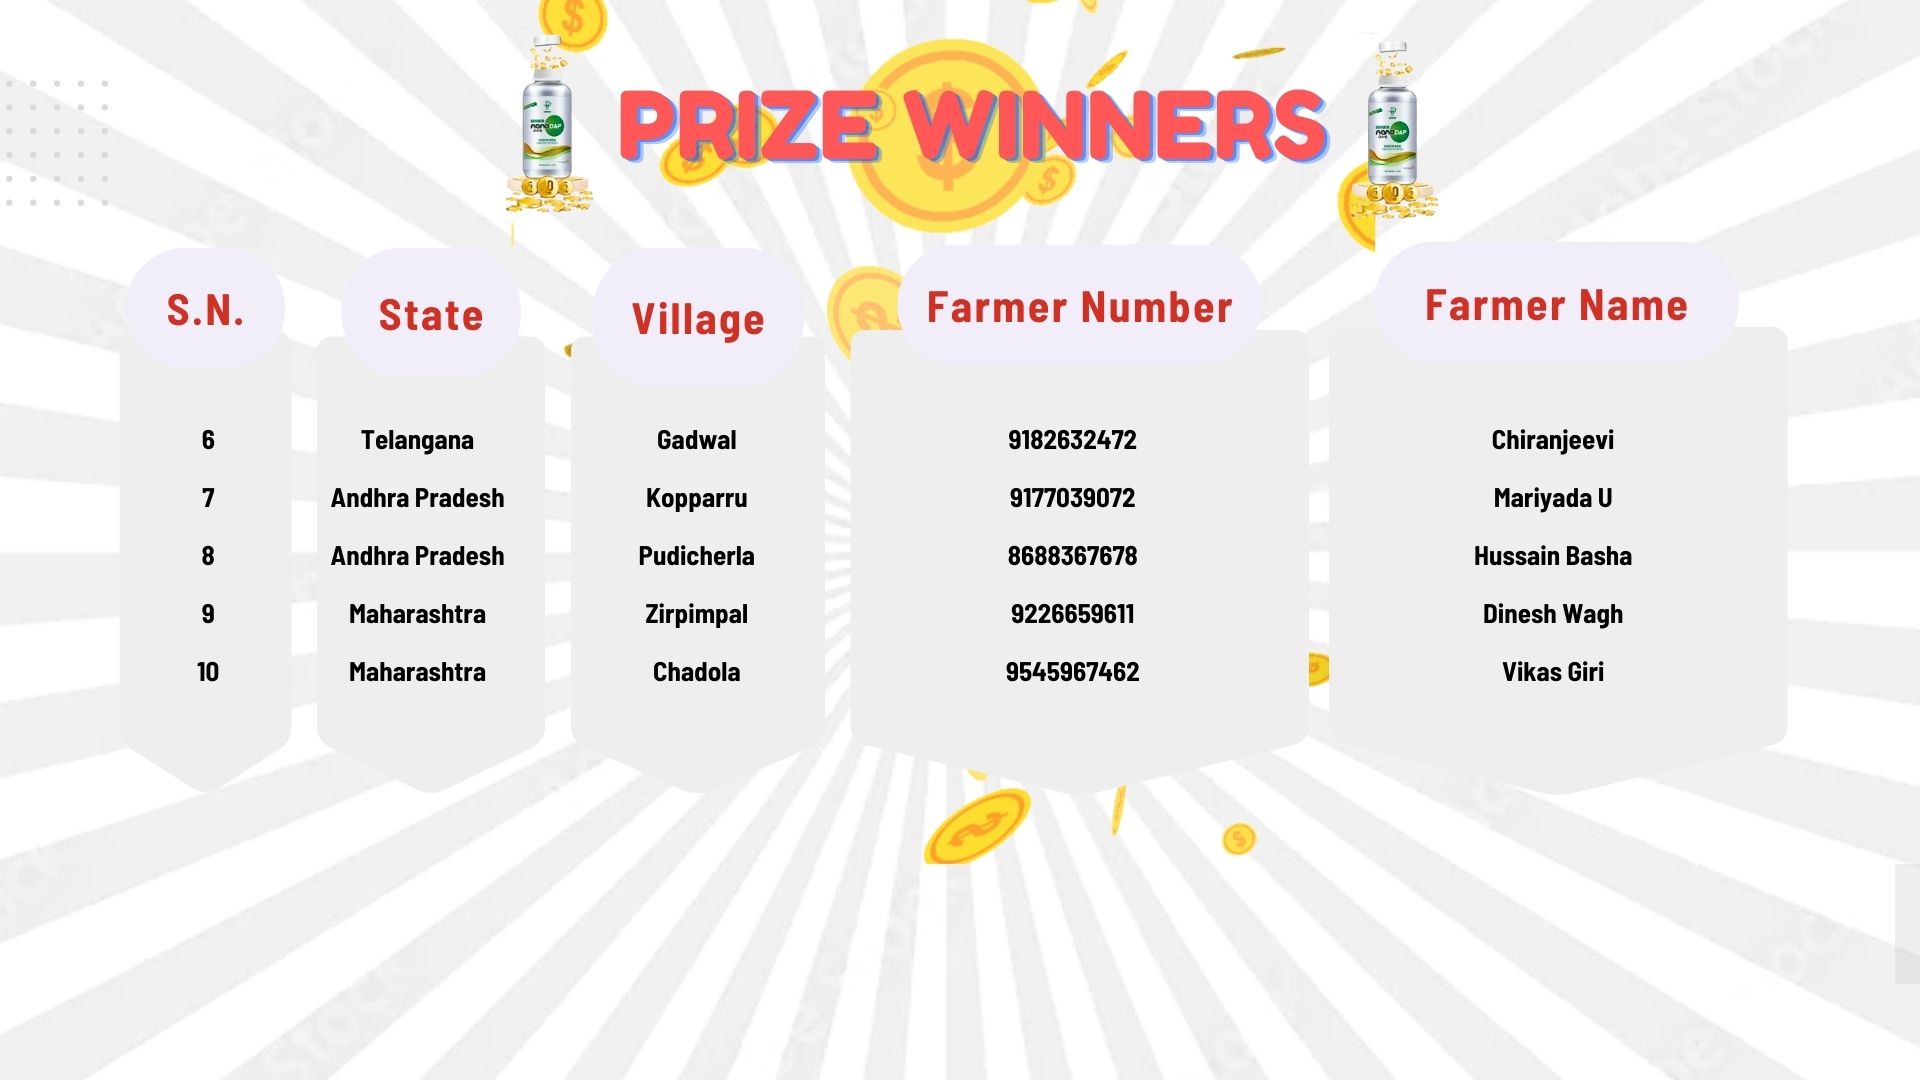 PRIZE WINNERS
S.N. State Village Farmer Number Farmer Name
6 Telangana Gadwal 9182632472 Chiranjeevi
7 Andhra Pradesh Kopparru 9177039072 Mariyada U
8 Andhra Pradesh Pudicherla 8688367678 Hussain Basha
9 Maharashtra Zirpimpal 9226659611 Dinesh Wagh
10 Maharashtra Chadola 9545967462 Vikas Giri